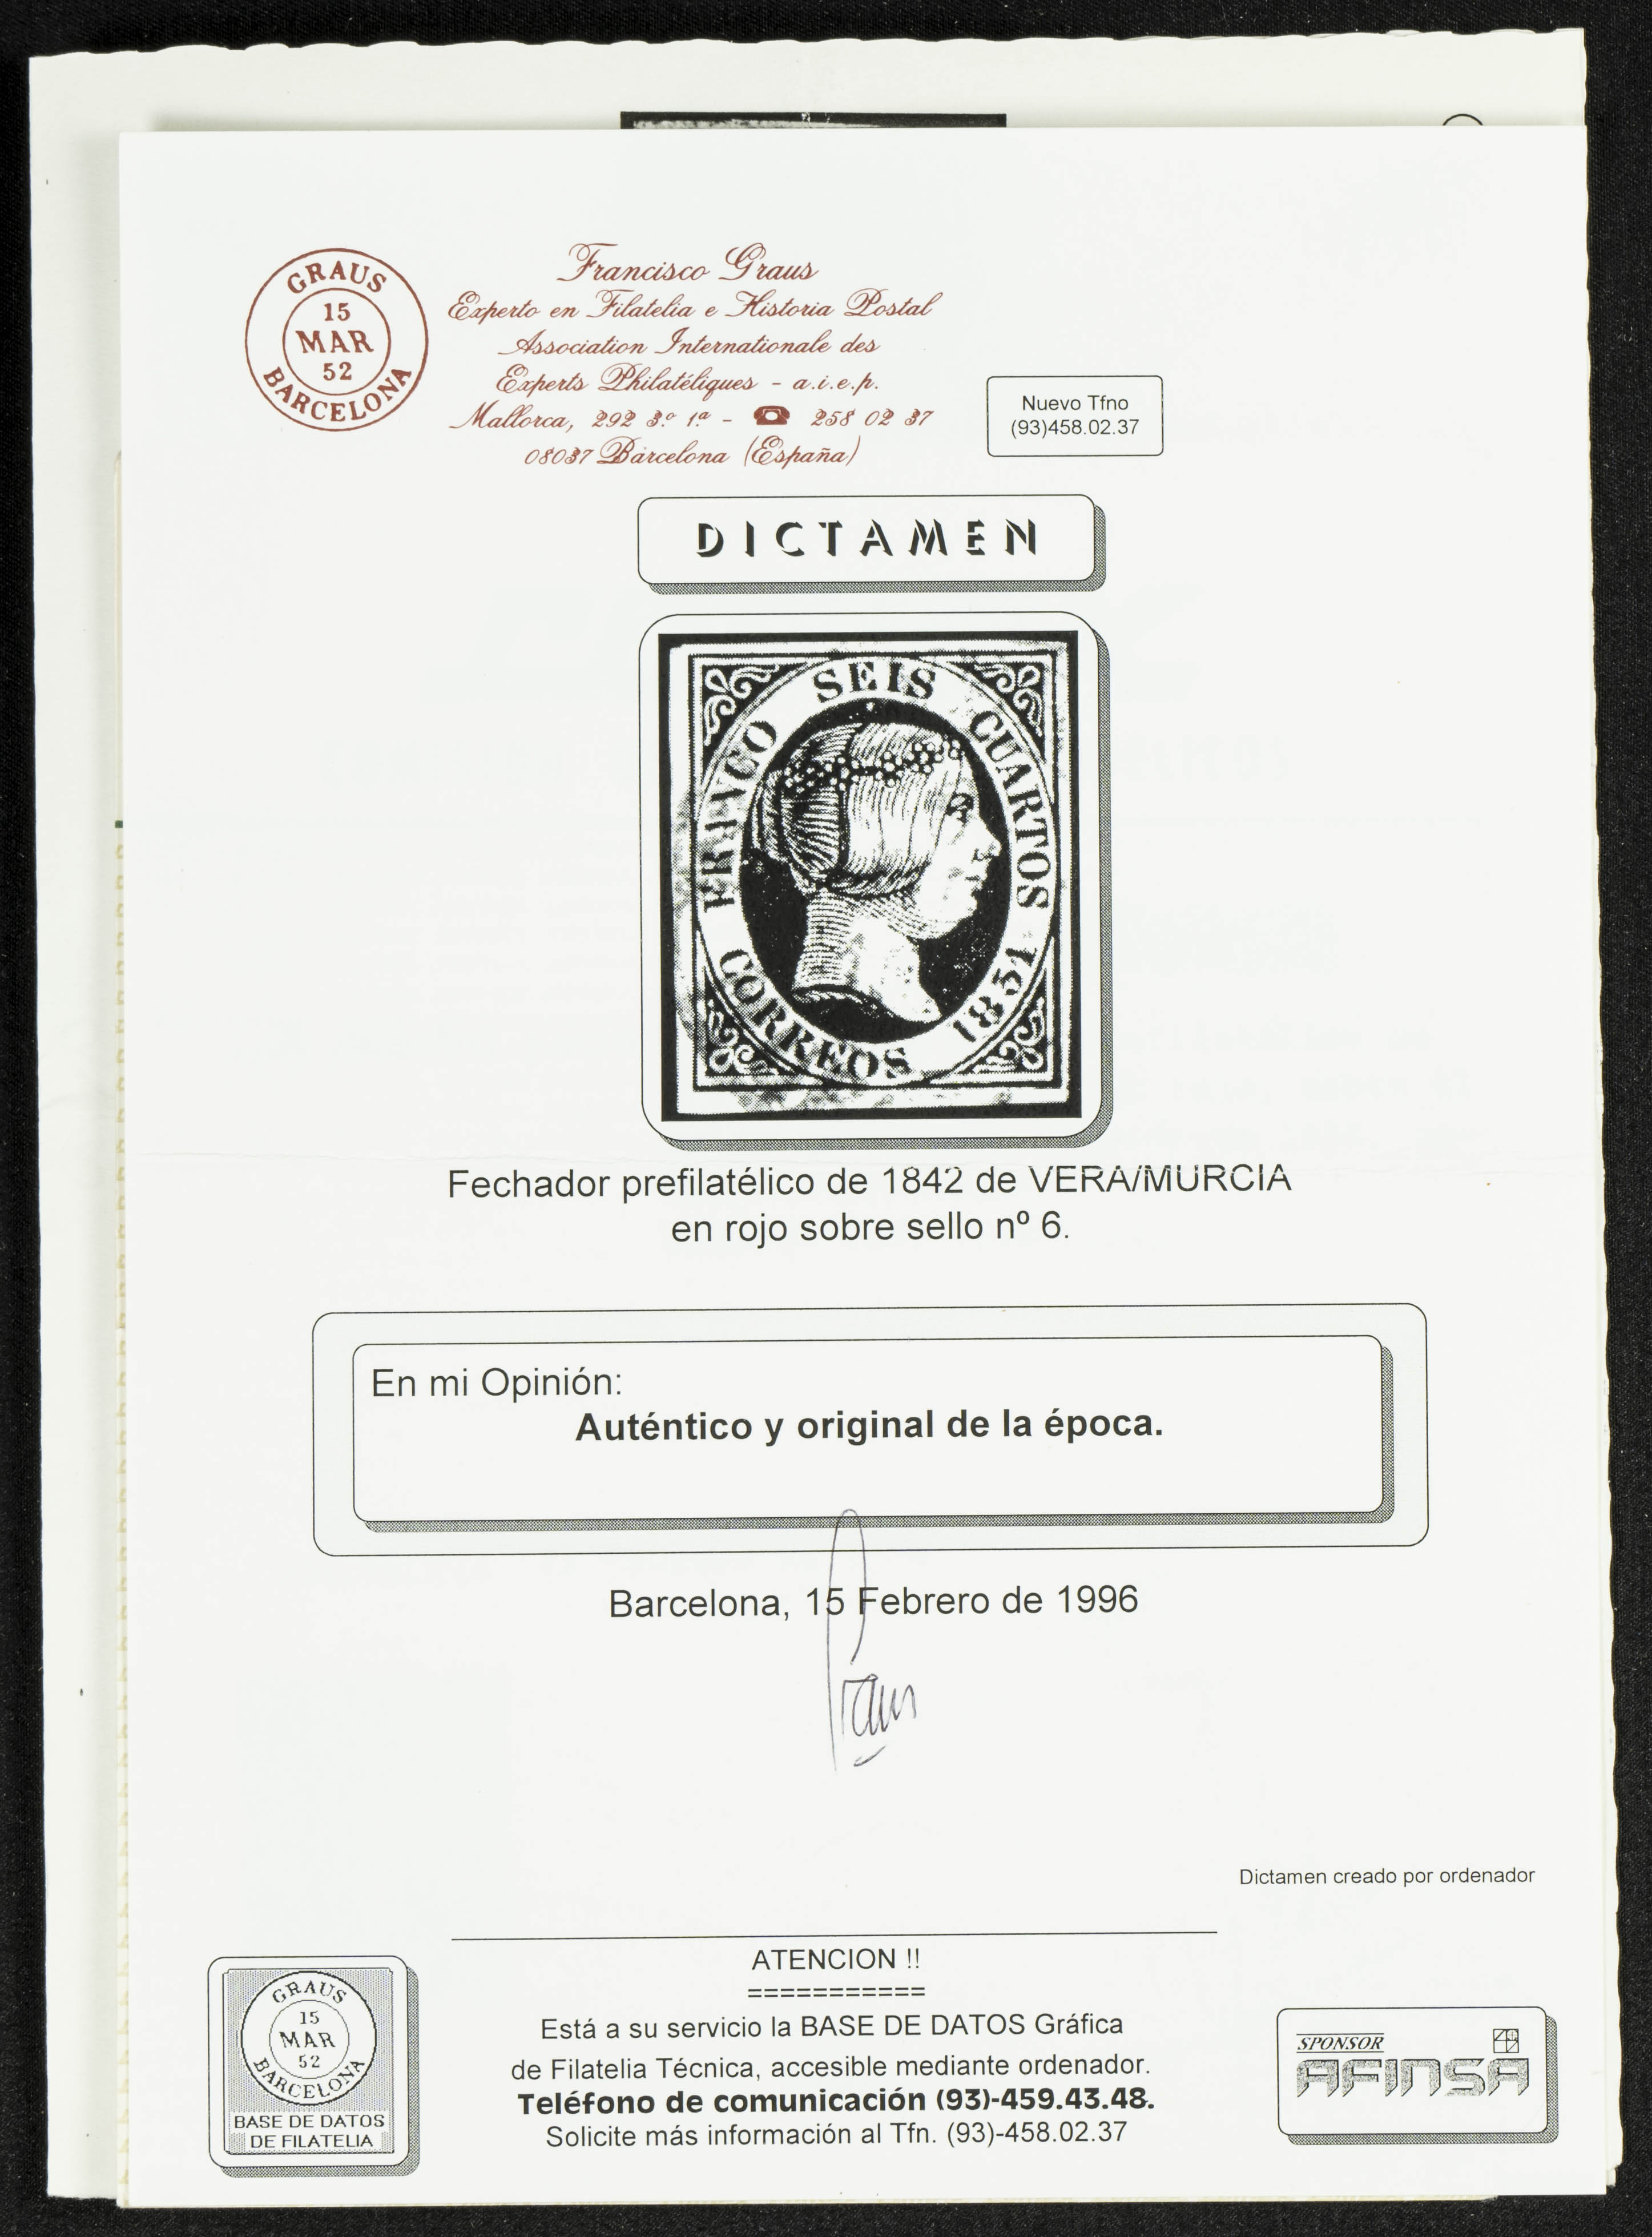 GRAUS
15
MAR
52
BARCELONA
Francisco Graus
Experto en Filatelia e Historia Postal
Association Internationale des
Experts Philatéliques - a.i.e.p.
Mallorca, 292 3.º 1.ª - ☎ 258 02 37
08037 Barcelona (España)
Nuevo Tfno
(93)458.02.37
DICTAMEN
FRANCO SEIS CUARTOS
CORREOS 1851
Fechador prefilatélico de 1842 de VERA/MURCIA
en rojo sobre sello nº 6.
En mi Opinión:
Auténtico y original de la época.
Barcelona, 15 Febrero de 1996
Graus
Dictamen creado por ordenador
ATENCION !!
===========
Está a su servicio la BASE DE DATOS Gráfica
de Filatelia Técnica, accesible mediante ordenador.
Teléfono de comunicación (93)-459.43.48.
Solicite más información al Tfn. (93)-458.02.37
GRAUS
15
MAR
52
BARCELONA
BASE DE DATOS
DE FILATELIA
SPONSOR
AFINSA